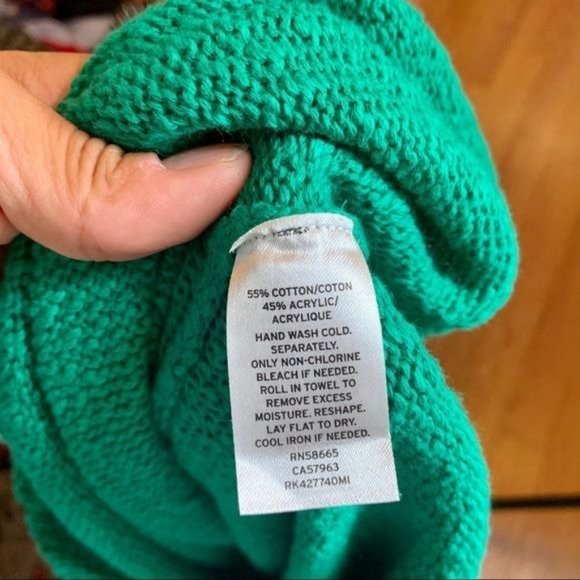 55% COTTON/COTON
45% ACRYLIC/
ACRYLIQUE
HAND WASH COLD.
SEPARATELY.
ONLY NON-CHLORINE
BLEACH IF NEEDED.
ROLL IN TOWEL TO
REMOVE EXCESS
MOISTURE. RESHAPE.
LAY FLAT TO DRY.
COOL IRON IF NEEDED.
RN58665
CA57963
RK427740MI